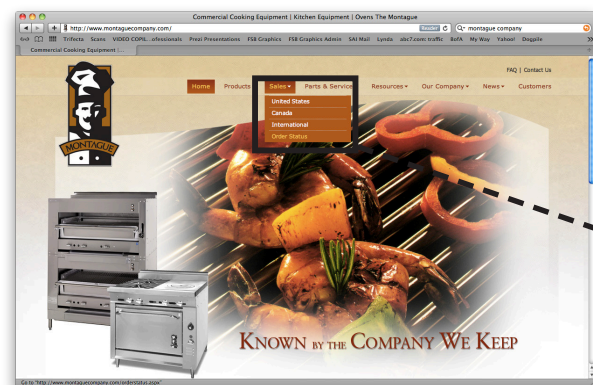 Commercial Cooking Equipment | Kitchen Equipment | Ovens The Montague
http://www.montaguecompany.com/
Reader
montague company
Trifecta Scans VIDEO COPIL...ofessionals Prezi Presentations FSB Graphics Admin SAI Mail Lynda abc7.com: traffic BofA My Way Yahoo! Dogpile
Commercial Cooking Equipment |...
FAQ | Contact Us
Home Products Sales Parts & Service Resources Our Company News Customers
United States
Canada
International
Order Status
MONTAGUE
KNOWN BY THE COMPANY WE KEEP
Go to "http://www.montaguecompany.com/orderstatus.aspx"